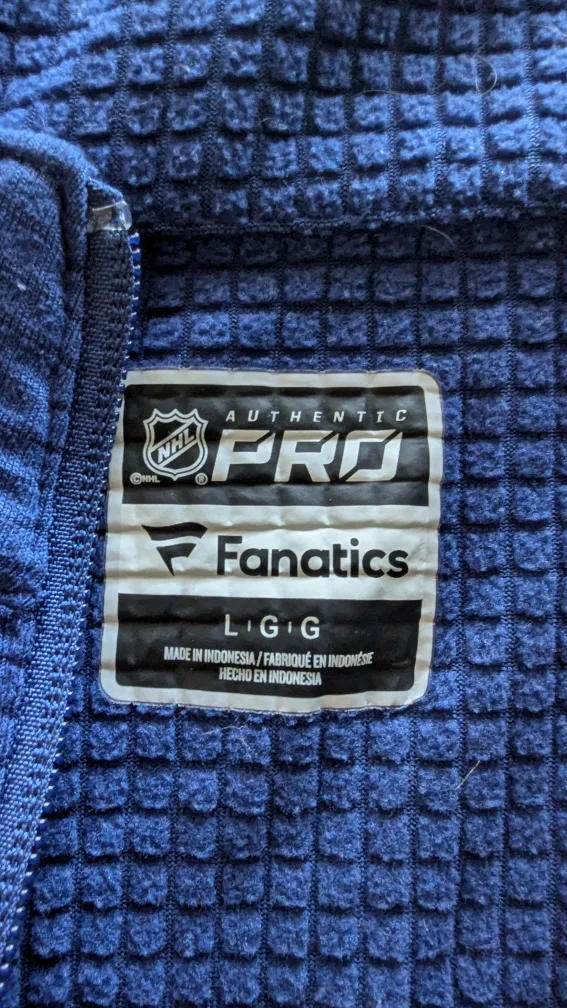 AUTHENTIC
NHL PRO
©NHL ®
Fanatics
L | G | G
MADE IN INDONESIA / FABRIQUÉ EN INDONÉSIE
HECHO EN INDONESIA